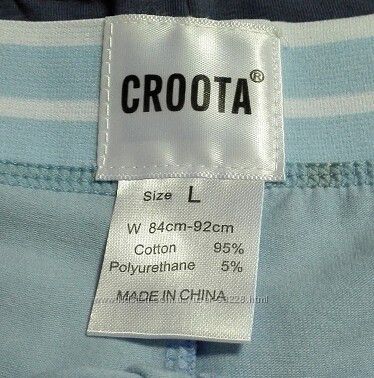 CROOTA®
Size L
W 84cm-92cm
Cotton 95%
Polyurethane 5%
MADE IN CHINA